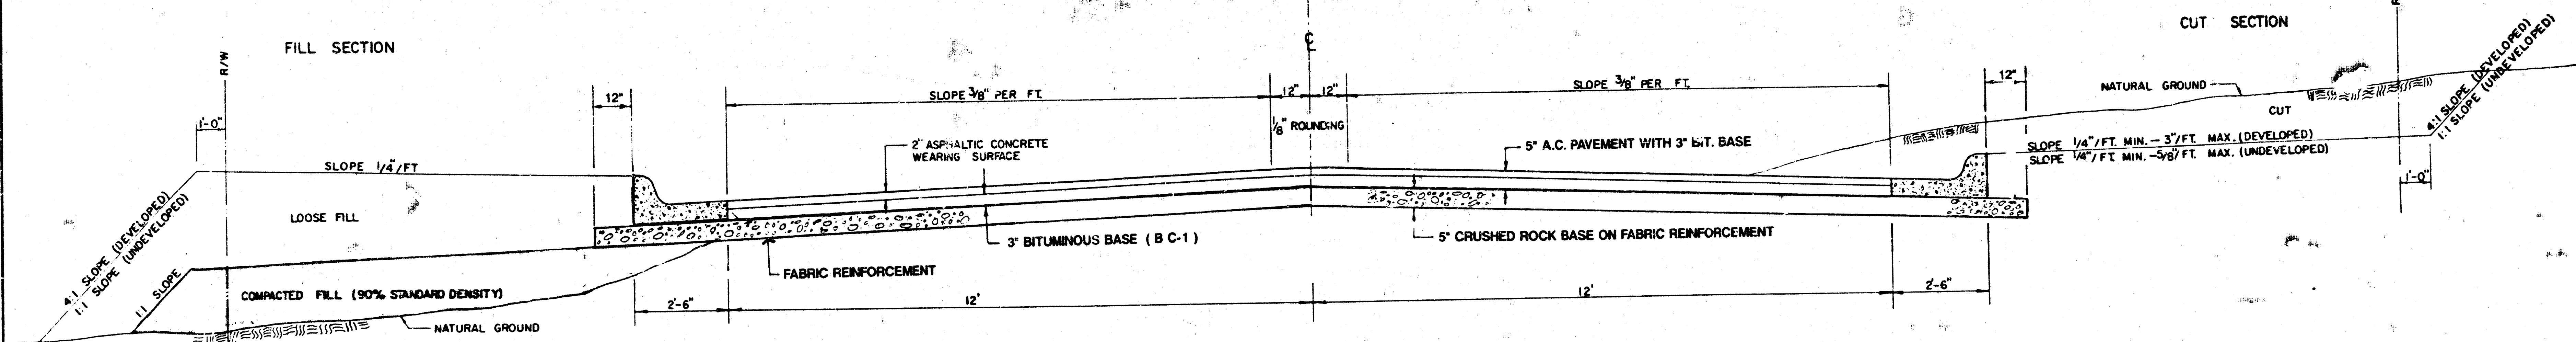 FILL SECTION
CUT SECTION
R/W
℄
4:1 SLOPE (DEVELOPED)
1:1 SLOPE (UNDEVELOPED)
12"
SLOPE 3/8" PER FT.
12"
12"
SLOPE 3/8" PER FT.
12"
NATURAL GROUND
CUT
1'-0"
1/8" ROUNDING
2" ASPHALTIC CONCRETE
WEARING SURFACE
5" A.C. PAVEMENT WITH 3" BIT. BASE
SLOPE 1/4"/FT. MIN. - 3"/FT. MAX. (DEVELOPED)
SLOPE 1/4"/FT. MIN. - 5/8"/FT. MAX. (UNDEVELOPED)
SLOPE 1/4"/FT
1'-0"
LOOSE FILL
4:1 SLOPE (DEVELOPED)
1:1 SLOPE (UNDEVELOPED)
3" BITUMINOUS BASE ( B C-1 )
5" CRUSHED ROCK BASE ON FABRIC REINFORCEMENT
FABRIC REINFORCEMENT
1:1 SLOPE
COMPACTED FILL (90% STANDARD DENSITY)
2'-6"
12'
12'
2'-6"
NATURAL GROUND